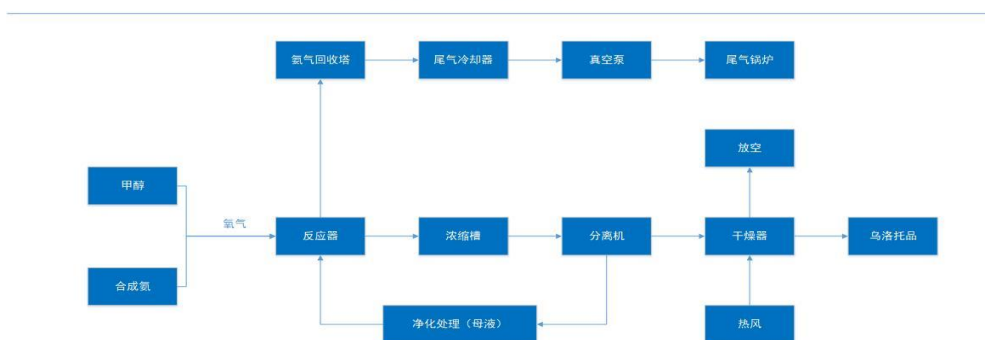 氨气回收塔
尾气冷却器
真空泵
尾气锅炉
放空
甲醇
氧气
反应器
浓缩槽
分离机
干燥器
乌洛托品
合成氨
净化处理（母液）
热风